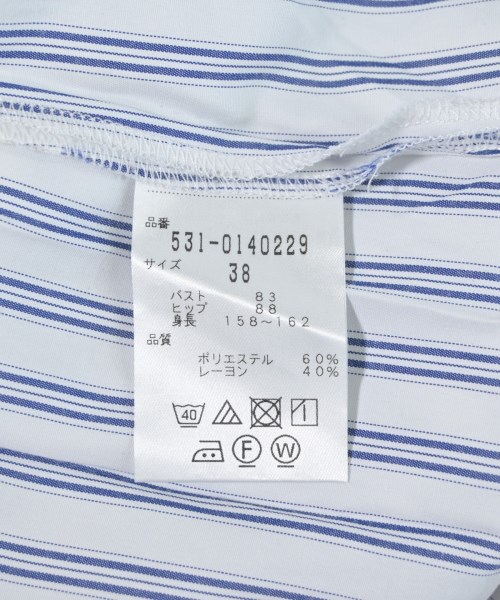 品番
531-0140229
サイズ
38
バスト 83
ヒップ 88
身長 158～162
品質
ポリエステル 60%
レーヨン 40%
40
F W